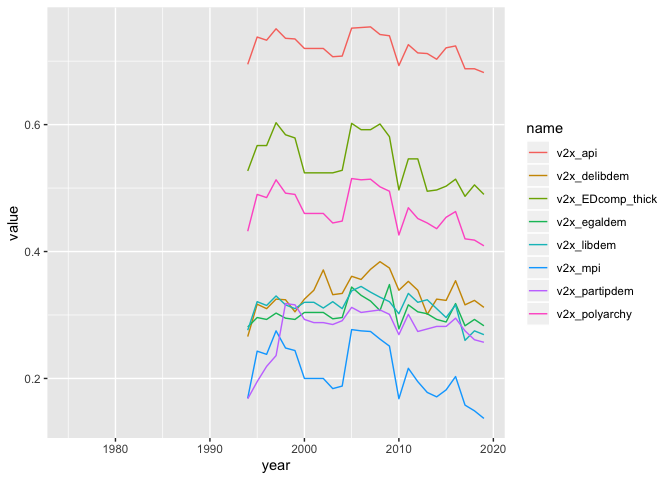 0.6
0.4
0.2
value
1980
1990
2000
2010
2020
year
name
v2x_api
v2x_delibdem
v2x_EDcomp_thick
v2x_egaldem
v2x_libdem
v2x_mpi
v2x_partipdem
v2x_polyarchy